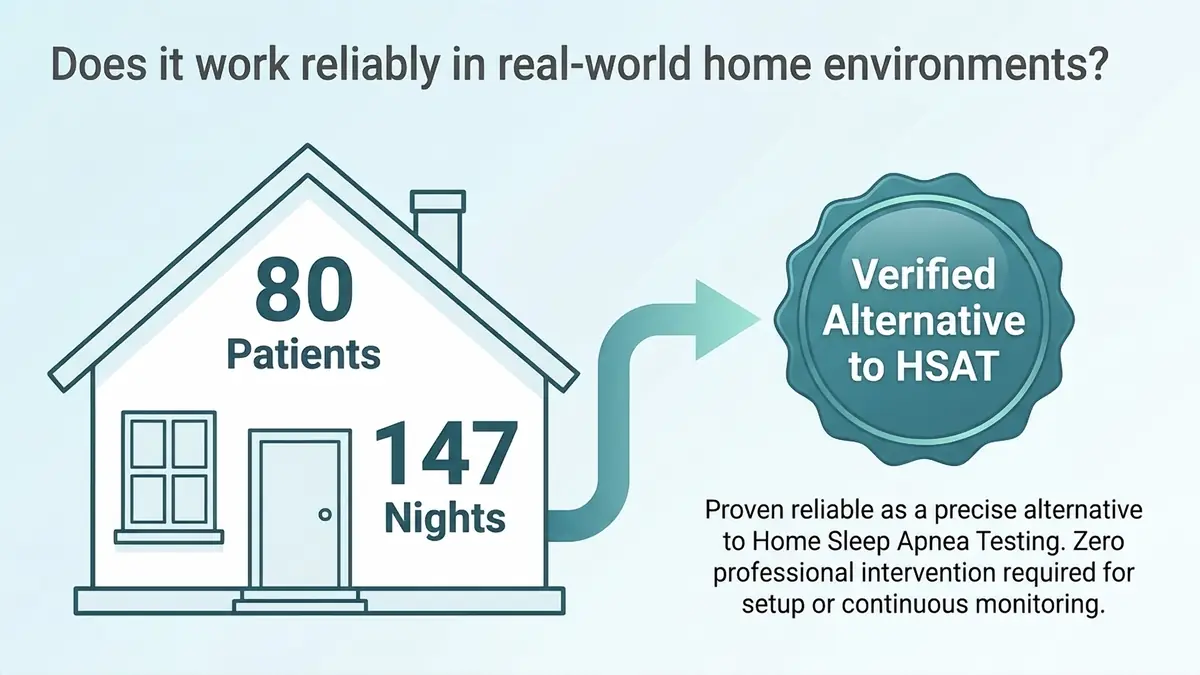 Does it work reliably in real-world home environments?
80
Patients
147
Nights
Verified
Alternative
to HSAT
Proven reliable as a precise alternative
to Home Sleep Apnea Testing. Zero
professional intervention required for
setup or continuous monitoring.